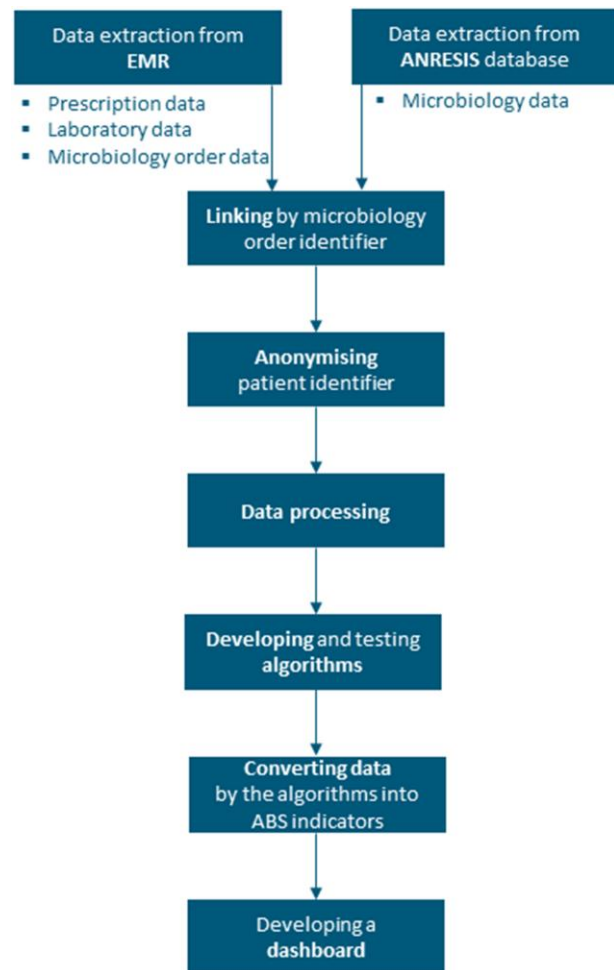 Data extraction from
EMR
▪ Prescription data
▪ Laboratory data
▪ Microbiology order data
Data extraction from
ANRESIS database
▪ Microbiology data
Linking by microbiology
order identifier
Anonymising
patient identifier
Data processing
Developing and testing
algorithms
Converting data
by the algorithms into
ABS indicators
Developing a
dashboard